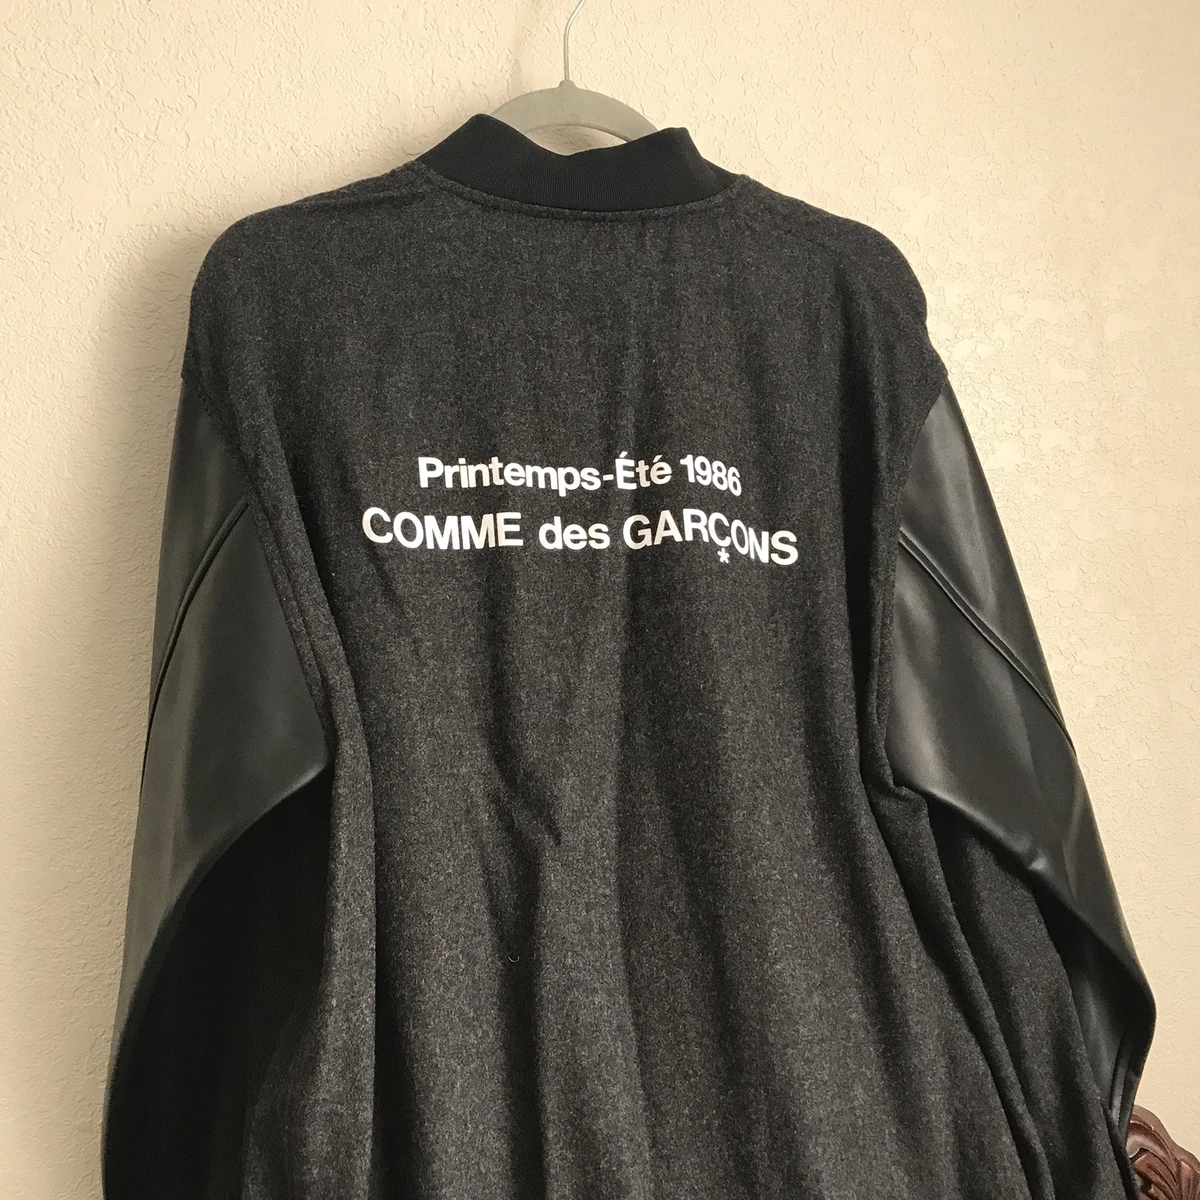 Printemps-Été 1986
COMME des GARÇONS